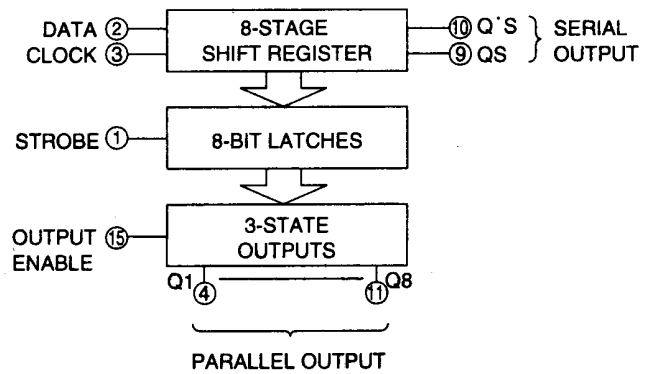 DATA ② 8-STAGE ⑩ Q'S SERIAL
CLOCK ③ SHIFT REGISTER ⑨ QS OUTPUT
STROBE ① 8-BIT LATCHES
3-STATE
OUTPUT ⑮ OUTPUTS
ENABLE
Q1 Q8
④ ⑪
PARALLEL OUTPUT